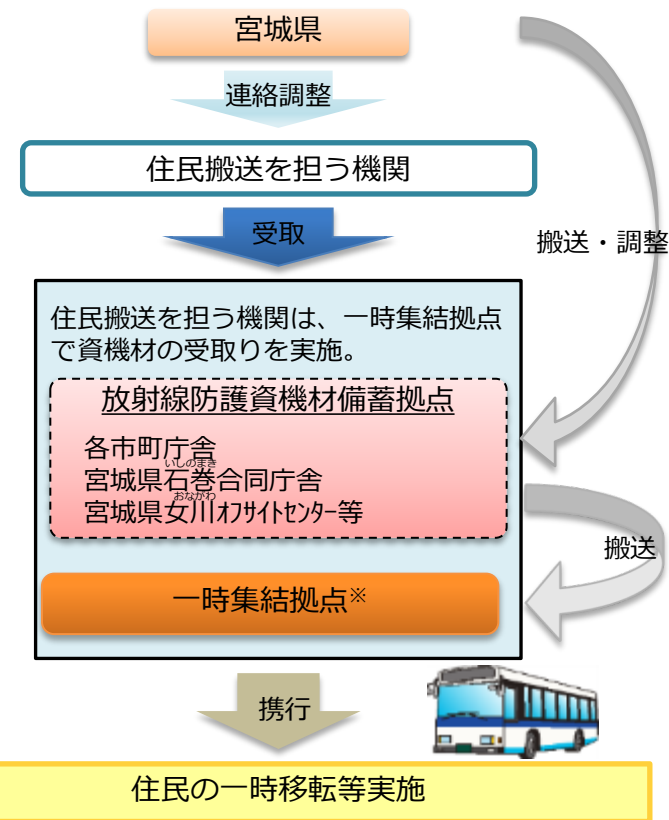 宮城県
連絡調整
住民搬送を担う機関
受取
搬送・調整
住民搬送を担う機関は、一時集結拠点
で資機材の受取りを実施。
放射線防護資機材備蓄拠点
各市町庁舎
いしのまき
宮城県石巻合同庁舎
おながわ
宮城県女川ｵﾌｻｲﾄｾﾝﾀｰ等
搬送
一時集結拠点※
携行
住民の一時移転等実施